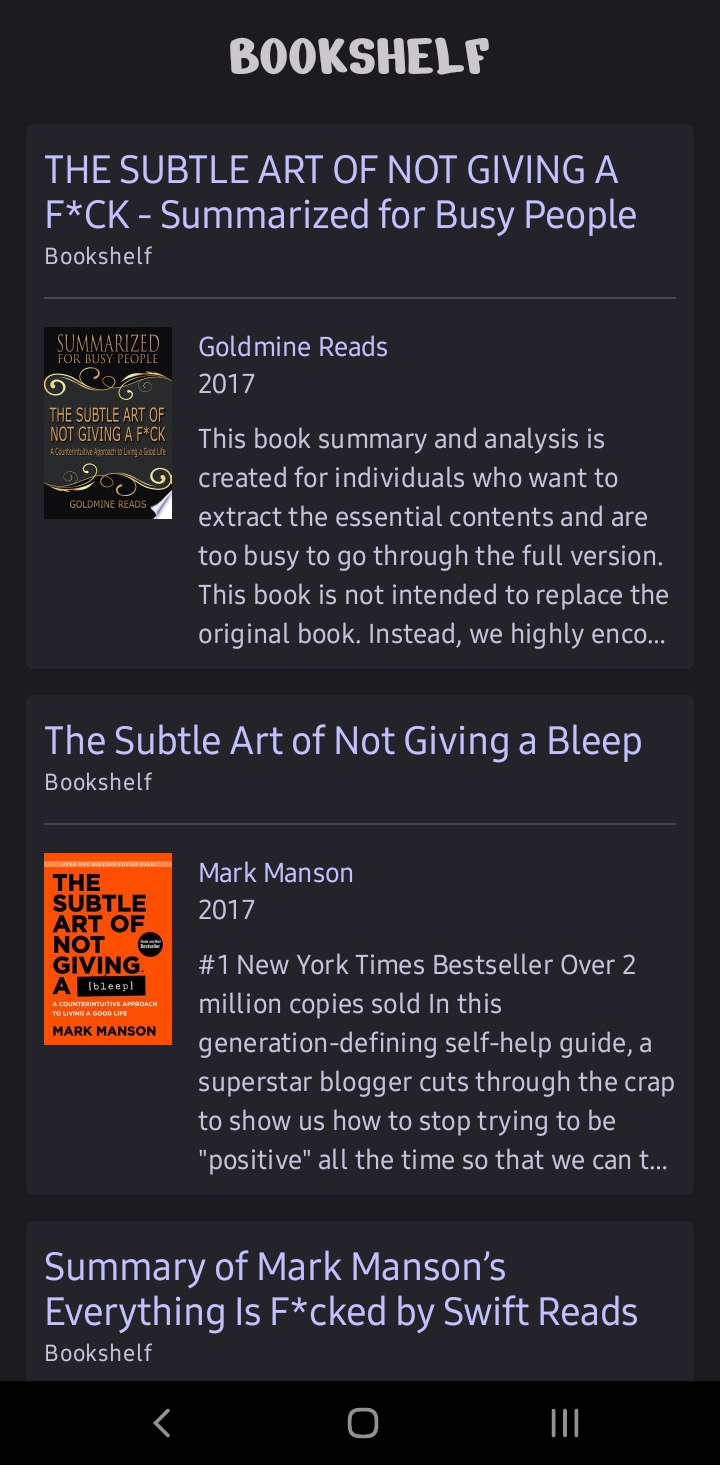 BOOKSHELF
THE SUBTLE ART OF NOT GIVING A
F*CK - Summarized for Busy People
Bookshelf
SUMMARIZED
FOR BUSY PEOPLE
THE SUBTLE ART OF
NOT GIVING A F*CK
A Counterintuitive Approach to Living a Good Life
GOLDMINE READS
Goldmine Reads
2017
This book summary and analysis is
created for individuals who want to
extract the essential contents and are
too busy to go through the full version.
This book is not intended to replace the
original book. Instead, we highly enco...
The Subtle Art of Not Giving a Bleep
Bookshelf
OVER ONE MILLION COPIES SOLD
THE
SUBTLE
ART OF
NOT
GIVING
A [bleep]
A COUNTERINTUITIVE APPROACH
TO LIVING A GOOD LIFE
MARK MANSON
Mark Manson
2017
#1 New York Times Bestseller Over 2
million copies sold In this
generation-defining self-help guide, a
superstar blogger cuts through the crap
to show us how to stop trying to be
"positive" all the time so that we can t...
Summary of Mark Manson’s
Everything Is F*cked by Swift Reads
Bookshelf